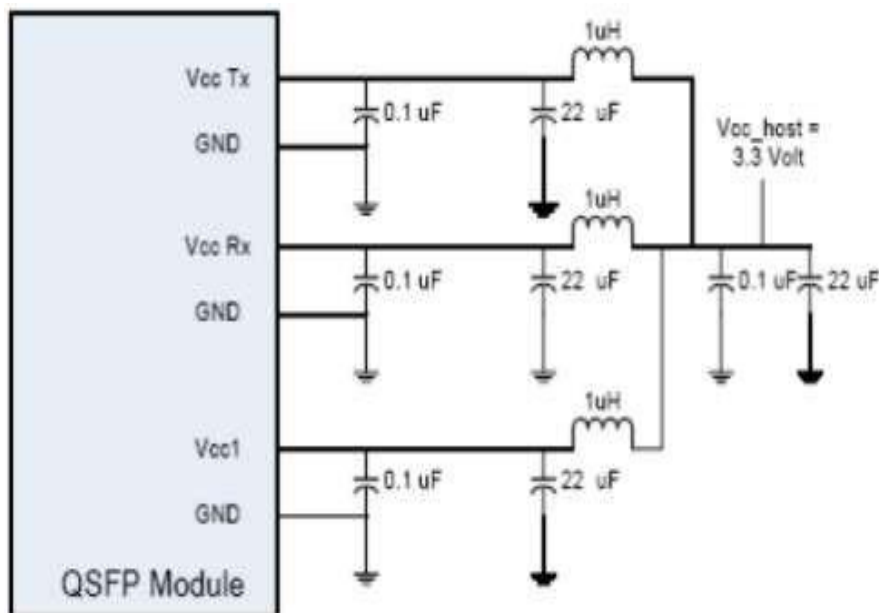 1uH
Vcc Tx
0.1 uF
22 uF
GND
Vcc_host =
3.3 Volt
1uH
Vcc Rx
0.1 uF
22 uF
0.1 uF
22 uF
GND
1uH
Vcc1
0.1 uF
22 uF
GND
QSFP Module